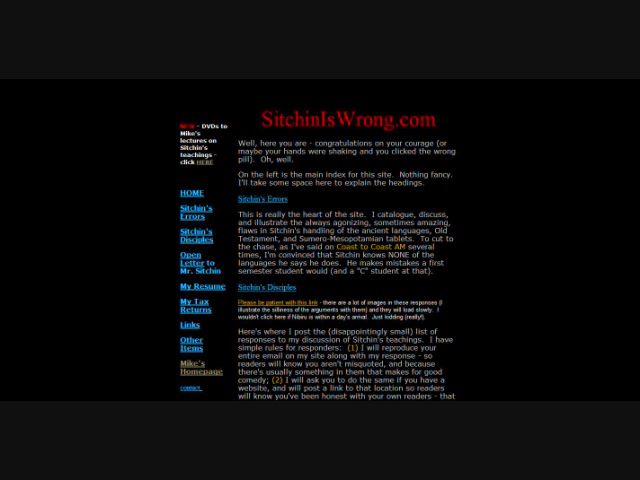 SitchinIsWrong.com
NEW - DVDs to
Mike's
lectures on
Sitchin's
teachings -
click HERE
HOME
Sitchin's
Errors
Sitchin's
Disciples
Open
Letter to
Mr. Sitchin
My Resume
My Tax
Returns
Links
Other
Items
Mike's
Homepage
contact
Well, here you are - congratulations on your courage (or
maybe your hands were shaking and you clicked the wrong
pill). Oh, well.
On the left is the main index for this site. Nothing fancy.
I'll take some space here to explain the headings.
Sitchin's Errors
This is really the heart of the site. I catalogue, discuss,
and illustrate the always agonizing, sometimes amazing,
flaws in Sitchin's handling of the ancient languages, Old
Testament, and Sumero-Mesopotamian tablets. To cut to
the chase, as I've said on Coast to Coast AM several
times, I'm convinced that Sitchin knows NONE of the
languages he says he does. He makes mistakes a first
semester student would (and a "C" student at that).
Sitchin's Disciples
Please be patient with this link - there are a lot of images in these responses (I
illustrate the silliness of the arguments with them) and they will load slowly. I
wouldn't click here if Nibiru is within a day's arrival. Just kidding (really!).
Here's where I post the (disappointingly small) list of
responses to my discussion of Sitchin's teachings. I have
simple rules for responders: (1) I will reproduce your
entire email on my site along with my response - so
readers will know you aren't misquoted, and because
there's usually something in them that makes for good
comedy; (2) I will ask you to do the same if you have a
website, and will post a link to that location so readers
will know you've been honest with your own readers - that